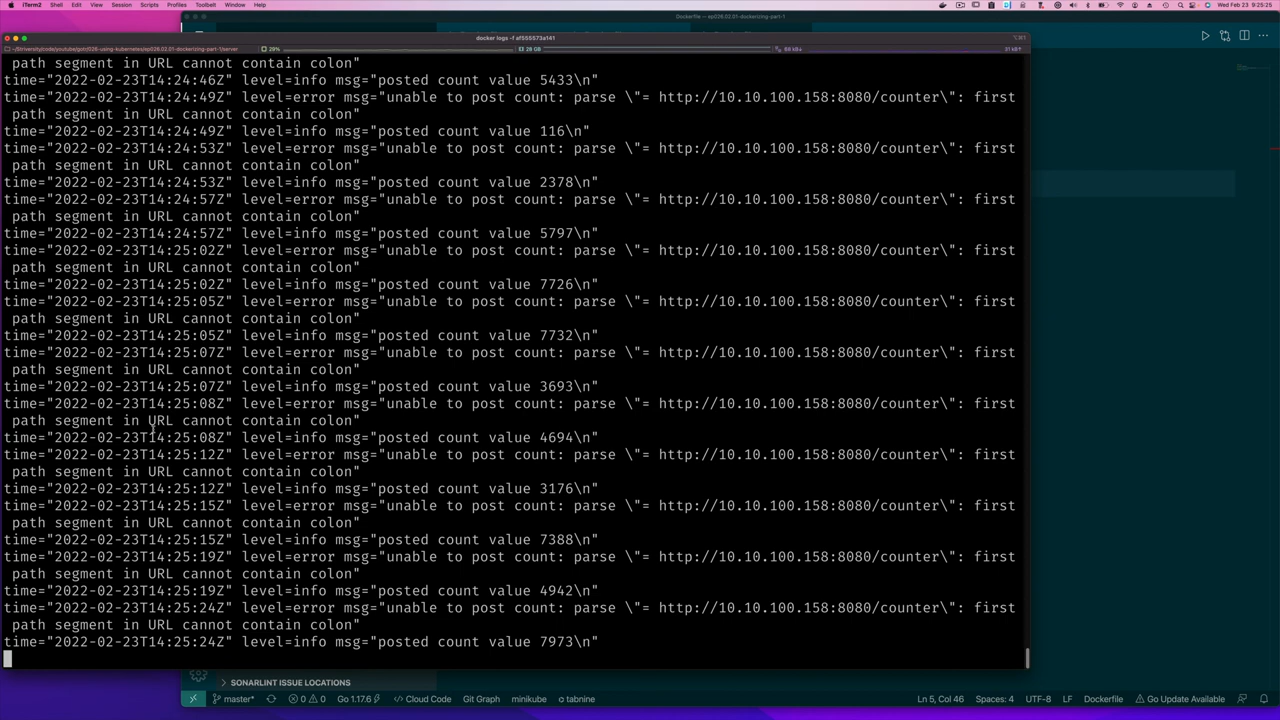 iTerm2 Shell Edit View Session Scripts Profiles Toolbelt Window Help
Wed Feb 23 9:25:25
Dockerfile — ep026.02.01-dockerizing-part-1
docker logs -f af555573a141
29%
29 GB
path segment in URL cannot contain colon"
time="2022-02-23T14:24:46Z" level=info msg="posted count value 5433\n"
time="2022-02-23T14:24:49Z" level=error msg="unable to post count: parse \"= http://10.10.100.158:8080/counter\": first
path segment in URL cannot contain colon"
time="2022-02-23T14:24:49Z" level=info msg="posted count value 116\n"
time="2022-02-23T14:24:53Z" level=error msg="unable to post count: parse \"= http://10.10.100.158:8080/counter\": first
path segment in URL cannot contain colon"
time="2022-02-23T14:24:53Z" level=info msg="posted count value 2378\n"
time="2022-02-23T14:24:57Z" level=error msg="unable to post count: parse \"= http://10.10.100.158:8080/counter\": first
path segment in URL cannot contain colon"
time="2022-02-23T14:24:57Z" level=info msg="posted count value 5797\n"
time="2022-02-23T14:25:02Z" level=error msg="unable to post count: parse \"= http://10.10.100.158:8080/counter\": first
path segment in URL cannot contain colon"
time="2022-02-23T14:25:02Z" level=info msg="posted count value 7726\n"
time="2022-02-23T14:25:05Z" level=error msg="unable to post count: parse \"= http://10.10.100.158:8080/counter\": first
path segment in URL cannot contain colon"
time="2022-02-23T14:25:05Z" level=info msg="posted count value 7732\n"
time="2022-02-23T14:25:07Z" level=error msg="unable to post count: parse \"= http://10.10.100.158:8080/counter\": first
path segment in URL cannot contain colon"
time="2022-02-23T14:25:07Z" level=info msg="posted count value 3693\n"
time="2022-02-23T14:25:08Z" level=error msg="unable to post count: parse \"= http://10.10.100.158:8080/counter\": first
path segment in URL cannot contain colon"
time="2022-02-23T14:25:08Z" level=info msg="posted count value 4694\n"
time="2022-02-23T14:25:12Z" level=error msg="unable to post count: parse \"= http://10.10.100.158:8080/counter\": first
path segment in URL cannot contain colon"
time="2022-02-23T14:25:12Z" level=info msg="posted count value 3176\n"
time="2022-02-23T14:25:15Z" level=error msg="unable to post count: parse \"= http://10.10.100.158:8080/counter\": first
path segment in URL cannot contain colon"
time="2022-02-23T14:25:15Z" level=info msg="posted count value 7388\n"
time="2022-02-23T14:25:19Z" level=error msg="unable to post count: parse \"= http://10.10.100.158:8080/counter\": first
path segment in URL cannot contain colon"
time="2022-02-23T14:25:19Z" level=info msg="posted count value 4942\n"
time="2022-02-23T14:25:24Z" level=error msg="unable to post count: parse \"= http://10.10.100.158:8080/counter\": first
path segment in URL cannot contain colon"
time="2022-02-23T14:25:24Z" level=info msg="posted count value 7973\n"
SONARLINT ISSUE LOCATIONS
master* 0 0 Go 1.17.6 Cloud Code Git Graph minikube tabnine Ln 5, Col 46 Spaces: 4 UTF-8 LF Dockerfile Go Update Available